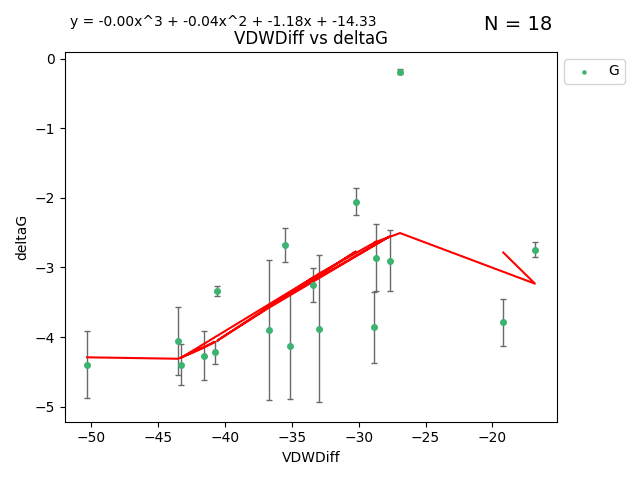 y = -0.00x^3 + -0.04x^2 + -1.18x + -14.33
N = 18
VDWDiff vs deltaG
G
0
−1
−2
−3
−4
−5
deltaG
−50 −45 −40 −35 −30 −25 −20
VDWDiff